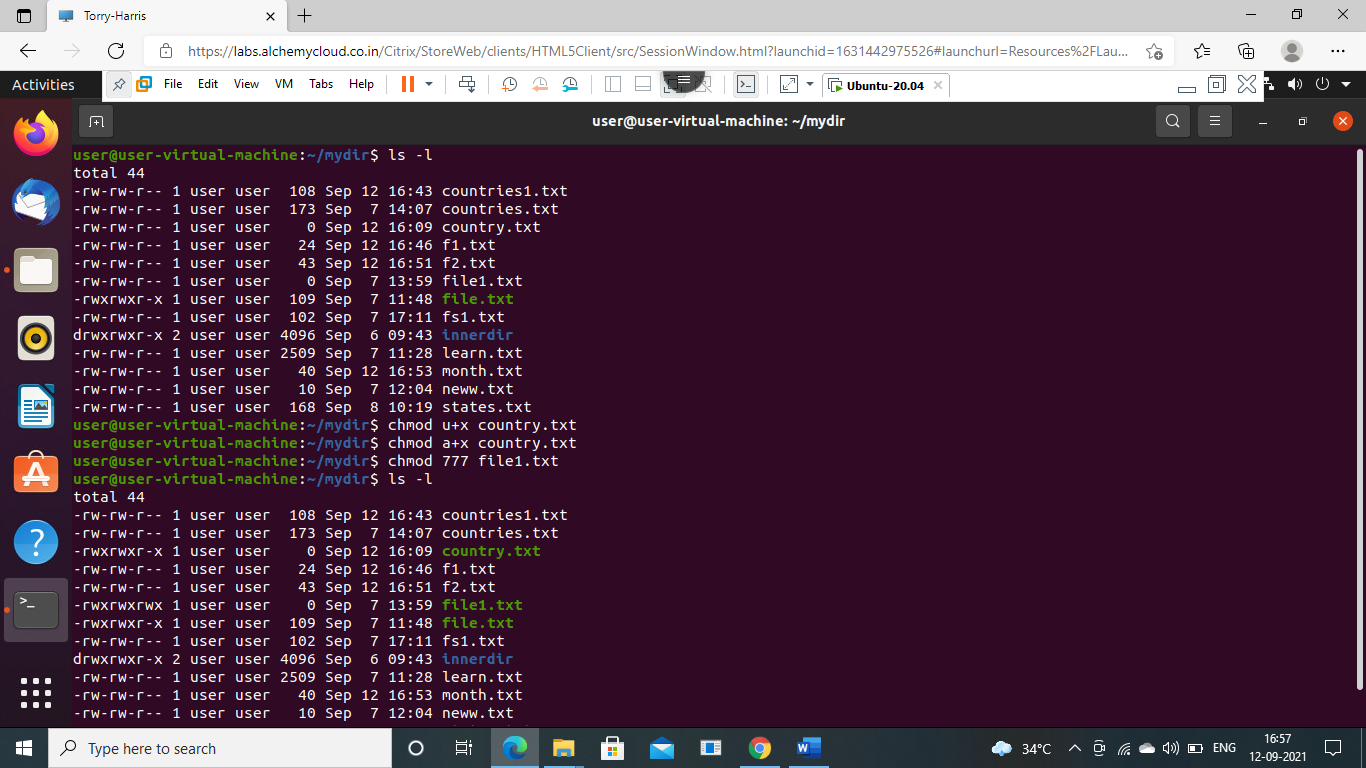 Torry-Harris
https://labs.alchemycloud.co.in/Citrix/StoreWeb/clients/HTML5Client/src/SessionWindow.html?launchid=1631442975526#launchurl=Resources%2FLau...
Activities
File Edit View VM Tabs Help
Ubuntu-20.04
user@user-virtual-machine: ~/mydir
user@user-virtual-machine:~/mydir$ ls -l
total 44
-rw-rw-r-- 1 user user  108 Sep 12 16:43 countries1.txt
-rw-rw-r-- 1 user user  173 Sep  7 14:07 countries.txt
-rw-rw-r-- 1 user user    0 Sep 12 16:09 country.txt
-rw-rw-r-- 1 user user   24 Sep 12 16:46 f1.txt
-rw-rw-r-- 1 user user   43 Sep 12 16:51 f2.txt
-rw-rw-r-- 1 user user    0 Sep  7 13:59 file1.txt
-rwxrwxr-x 1 user user  109 Sep  7 11:48 file.txt
-rw-rw-r-- 1 user user  102 Sep  7 17:11 fs1.txt
drwxrwxr-x 2 user user 4096 Sep  6 09:43 innerdir
-rw-rw-r-- 1 user user 2509 Sep  7 11:28 learn.txt
-rw-rw-r-- 1 user user   40 Sep 12 16:53 month.txt
-rw-rw-r-- 1 user user   10 Sep  7 12:04 neww.txt
-rw-rw-r-- 1 user user  168 Sep  8 10:19 states.txt
user@user-virtual-machine:~/mydir$ chmod u+x country.txt
user@user-virtual-machine:~/mydir$ chmod a+x country.txt
user@user-virtual-machine:~/mydir$ chmod 777 file1.txt
user@user-virtual-machine:~/mydir$ ls -l
total 44
-rw-rw-r-- 1 user user  108 Sep 12 16:43 countries1.txt
-rw-rw-r-- 1 user user  173 Sep  7 14:07 countries.txt
-rwxrwxr-x 1 user user    0 Sep 12 16:09 country.txt
-rw-rw-r-- 1 user user   24 Sep 12 16:46 f1.txt
-rw-rw-r-- 1 user user   43 Sep 12 16:51 f2.txt
-rwxrwxrwx 1 user user    0 Sep  7 13:59 file1.txt
-rwxrwxr-x 1 user user  109 Sep  7 11:48 file.txt
-rw-rw-r-- 1 user user  102 Sep  7 17:11 fs1.txt
drwxrwxr-x 2 user user 4096 Sep  6 09:43 innerdir
-rw-rw-r-- 1 user user 2509 Sep  7 11:28 learn.txt
-rw-rw-r-- 1 user user   40 Sep 12 16:53 month.txt
-rw-rw-r-- 1 user user   10 Sep  7 12:04 neww.txt
Type here to search
34°C
ENG
16:57
12-09-2021